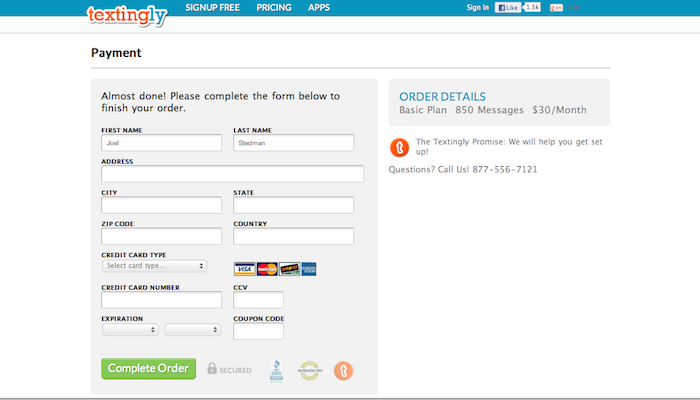 textingly
SIGNUP FREE PRICING APPS
Sign In Like 1.5k
Payment
Almost done! Please complete the form below to
finish your order.
ORDER DETAILS
Basic Plan 850 Messages $30/Month
FIRST NAME LAST NAME
Joel Stedman
The Textingly Promise: We will help you get set
up!
Questions? Call Us! 877-556-7121
ADDRESS
CITY STATE
ZIP CODE COUNTRY
CREDIT CARD TYPE
Select card type...
VISA
CREDIT CARD NUMBER CCV
EXPIRATION COUPON CODE
Complete Order SECURED